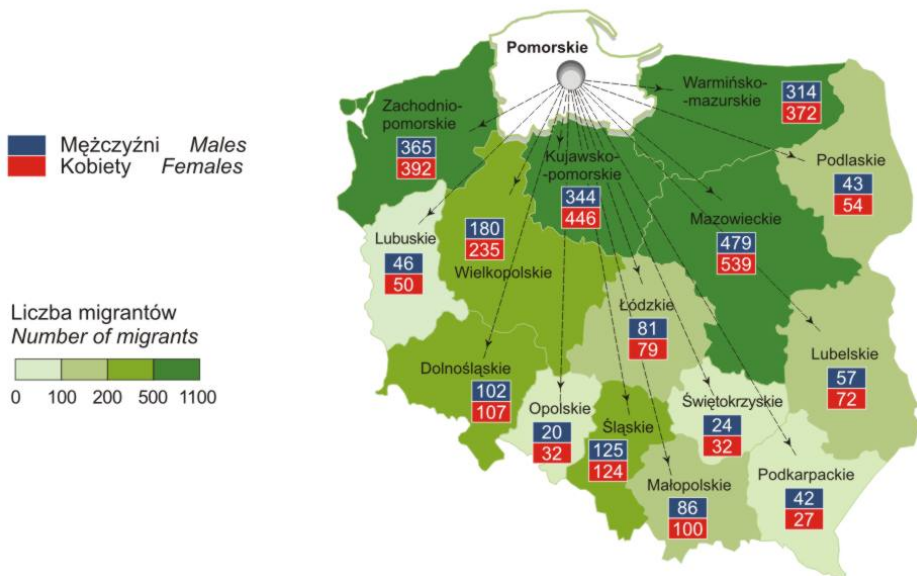 Pomorskie
Mężczyźni Males
Kobiety Females
Liczba migrantów
Number of migrants
0 100 200 500 1100
Zachodnio-
pomorskie
365
392
Warmińsko-
-mazurskie
314
372
Podlaskie
43
54
Kujawsko-
-pomorskie
344
446
Mazowieckie
479
539
Lubuskie
46
50
180
235
Wielkopolskie
Łódzkie
81
79
Lubelskie
57
72
Dolnośląskie
102
107
Opolskie
20
32
Śląskie
125
124
Świętokrzyskie
24
32
Małopolskie
86
100
Podkarpackie
42
27